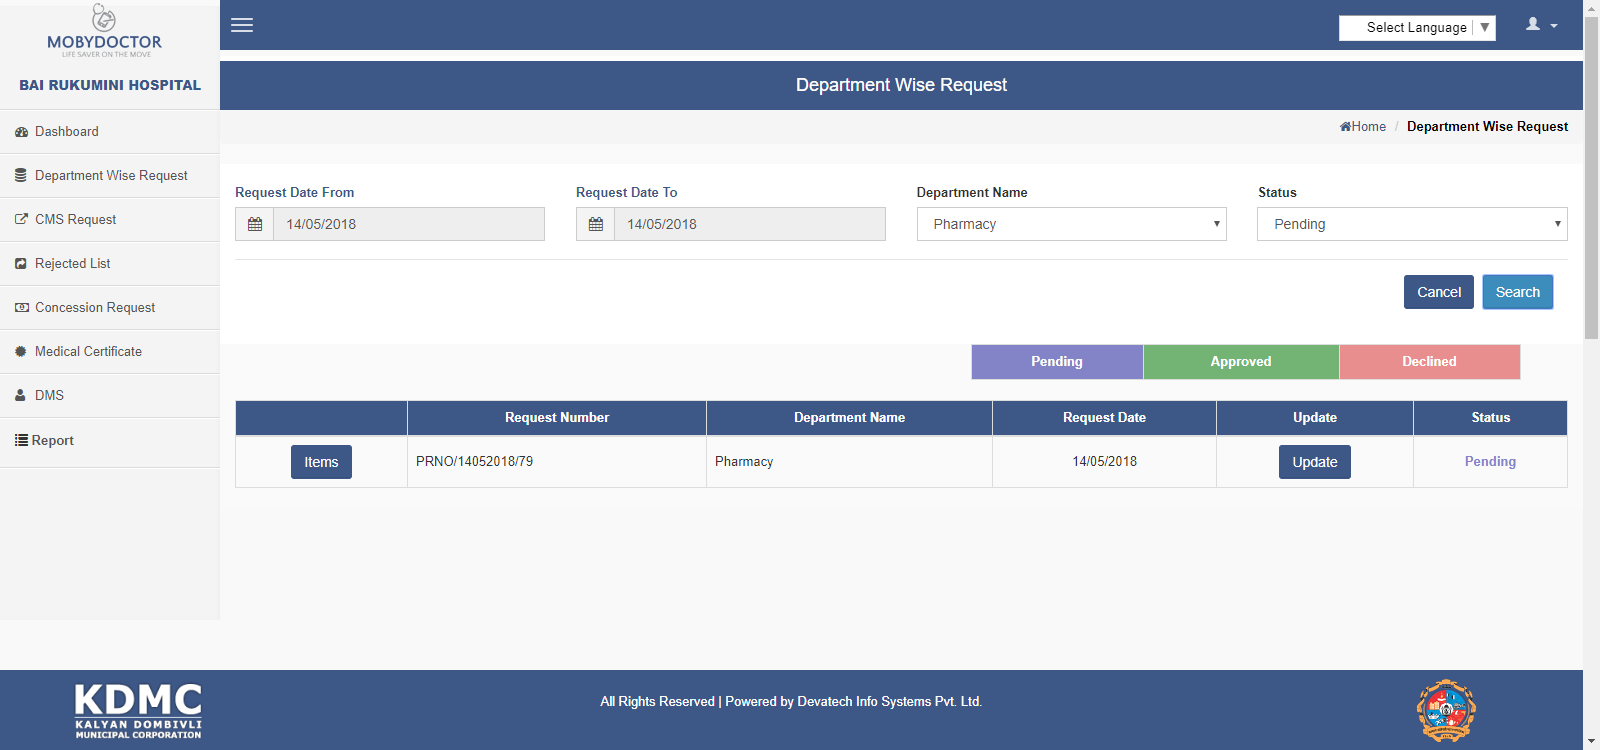 MOBYDOCTOR
LIFE SAVER ON THE MOVE
BAI RUKUMINI HOSPITAL
Dashboard
Department Wise Request
CMS Request
Rejected List
Concession Request
Medical Certificate
DMS
Report
Select Language ▼
Department Wise Request
Home / Department Wise Request
Request Date From
Request Date To
Department Name
Status
14/05/2018
14/05/2018
Pharmacy
Pending
Cancel
Search
Pending
Approved
Declined
Request Number
Department Name
Request Date
Update
Status
Items
PRNO/14052018/79
Pharmacy
14/05/2018
Update
Pending
KDMC
KALYAN DOMBIVLI
MUNICIPAL CORPORATION
All Rights Reserved | Powered by Devatech Info Systems Pvt. Ltd.